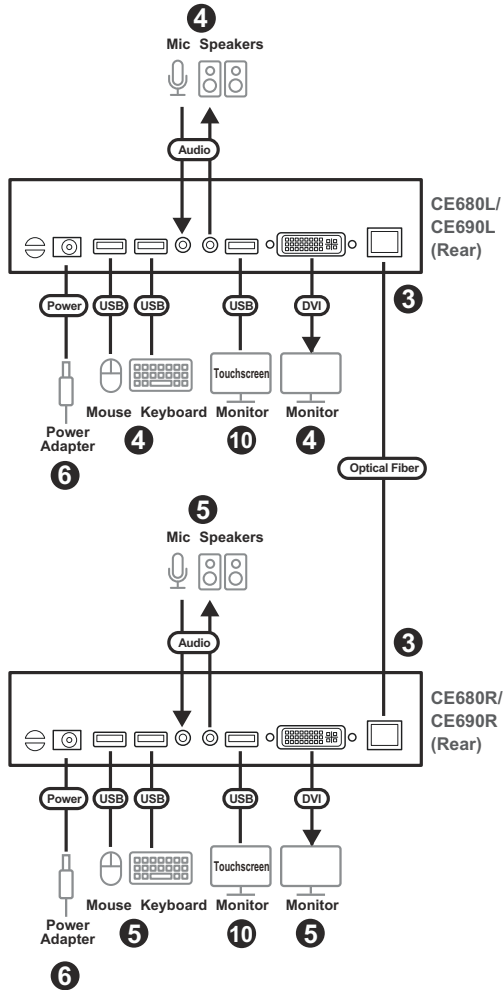 4
Mic Speakers
Audio
CE680L/
CE690L
(Rear)
3
Power USB USB USB DVI
Touchscreen
Mouse Keyboard Monitor Monitor
Power
Adapter
4 10 4
6
Optical Fiber
5
Mic Speakers
Audio
3
CE680R/
CE690R
(Rear)
Power USB USB USB DVI
Touchscreen
Mouse Keyboard Monitor Monitor
Power
Adapter
5 10 5
6